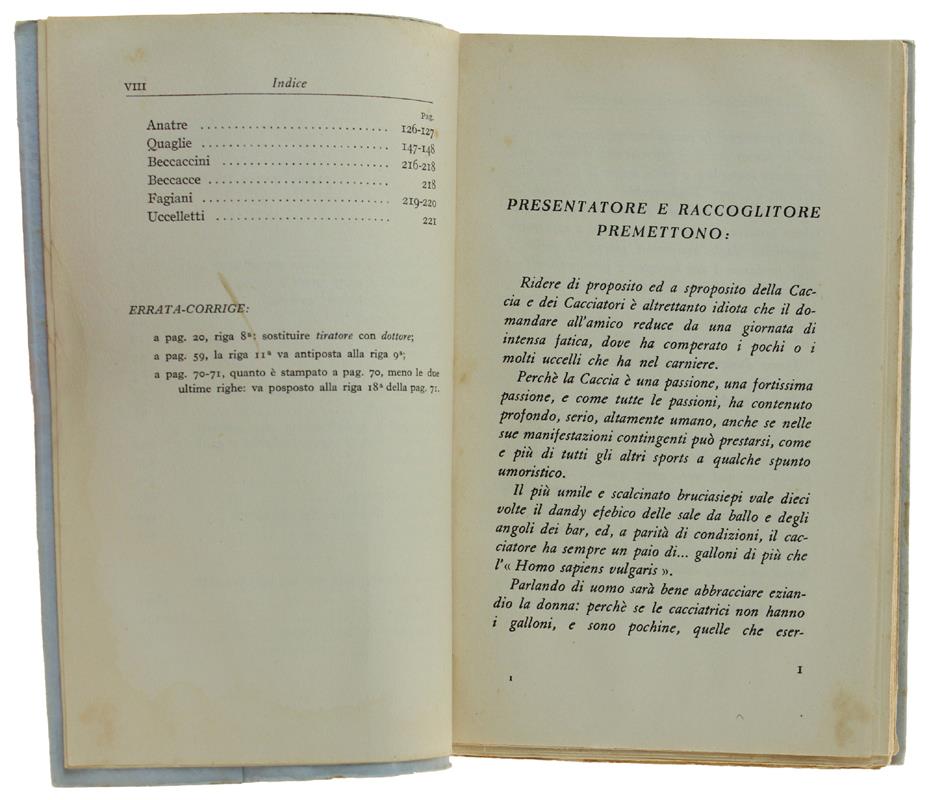 VIII Indice
Pag.
Anatre . . . . . . . . . . . . . . . . . . . . . . . . . . 126-127
Quaglie . . . . . . . . . . . . . . . . . . . . . . . . . . 147-148
Beccaccini . . . . . . . . . . . . . . . . . . . . . . . . 216-218
Beccacce . . . . . . . . . . . . . . . . . . . . . . . . . . 218
Fagiani . . . . . . . . . . . . . . . . . . . . . . . . . . 219-220
Uccelletti . . . . . . . . . . . . . . . . . . . . . . . . . 221
ERRATA-CORRIGE:
a pag. 20, riga 8ª: sostituire tiratore con dottore;
a pag. 59, la riga 11ª va antiposta alla riga 9ª;
a pag. 70-71, quanto è stampato a pag. 70, meno le due
ultime righe: va posposto alla riga 18ª della pag. 71.
PRESENTATORE E RACCOGLITORE
PREMETTONO:
Ridere di proposito ed a sproposito della Cac-
cia e dei Cacciatori è altrettanto idiota che il do-
mandare all'amico reduce da una giornata di
intensa fatica, dove ha comperato i pochi o i
molti uccelli che ha nel carniere.
Perchè la Caccia è una passione, una fortissima
passione, e come tutte le passioni, ha contenuto
profondo, serio, altamente umano, anche se nelle
sue manifestazioni contingenti può prestarsi, come
e più di tutti gli altri sports a qualche spunto
umoristico.
Il più umile e scalcinato bruciasiepi vale dieci
volte il dandy efebico delle sale da ballo e degli
angoli dei bar, ed, a parità di condizioni, il cac-
ciatore ha sempre un paio di... galloni di più che
l'« Homo sapiens vulgaris ».
Parlando di uomo sarà bene abbracciare ezian-
dio la donna: perchè se le cacciatrici non hanno
i galloni, e sono pochine, quelle che eser-
1
1